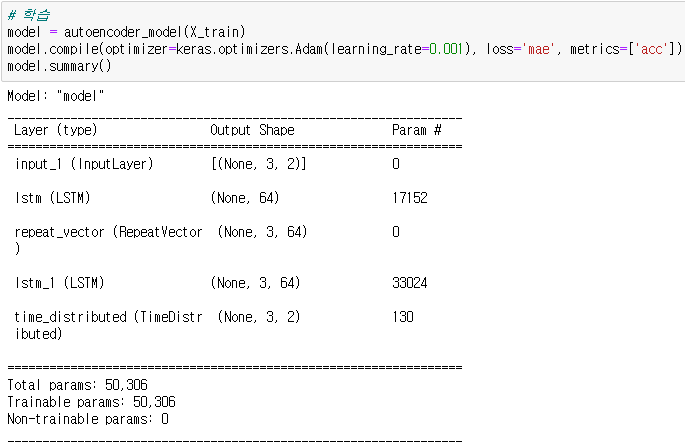 # 학습
model = autoencoder_model(X_train)
model.compile(optimizer=keras.optimizers.Adam(learning_rate=0.001), loss='mae', metrics=['acc'])
model.summary()
Model: "model"
_________________________________________________________________
Layer (type) Output Shape Param #
=================================================================
input_1 (InputLayer) [(None, 3, 2)] 0
lstm (LSTM) (None, 64) 17152
repeat_vector (RepeatVector (None, 3, 64) 0
)
lstm_1 (LSTM) (None, 3, 64) 33024
time_distributed (TimeDistr (None, 3, 2) 130
ibuted)
=================================================================
Total params: 50,306
Trainable params: 50,306
Non-trainable params: 0
_________________________________________________________________